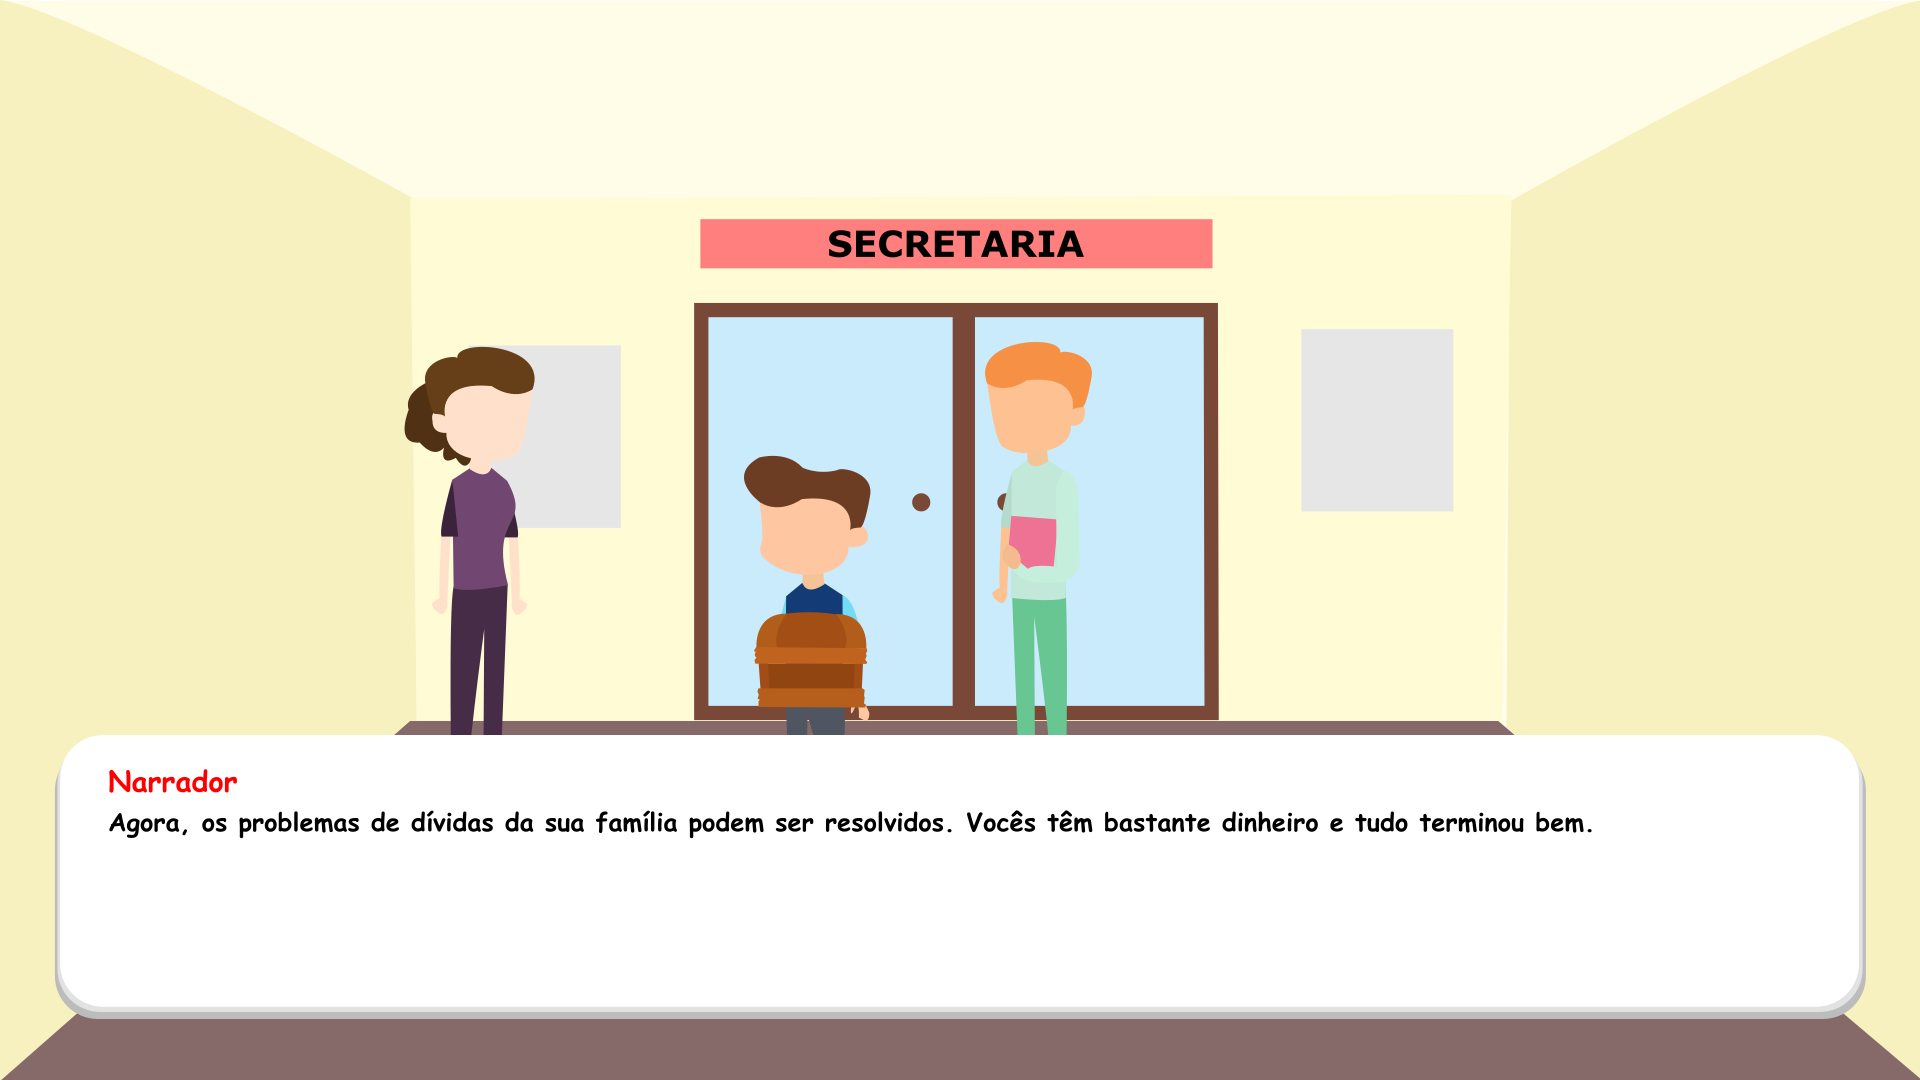 SECRETARIA
Narrador
Agora, os problemas de dívidas da sua família podem ser resolvidos. Vocês têm bastante dinheiro e tudo terminou bem.